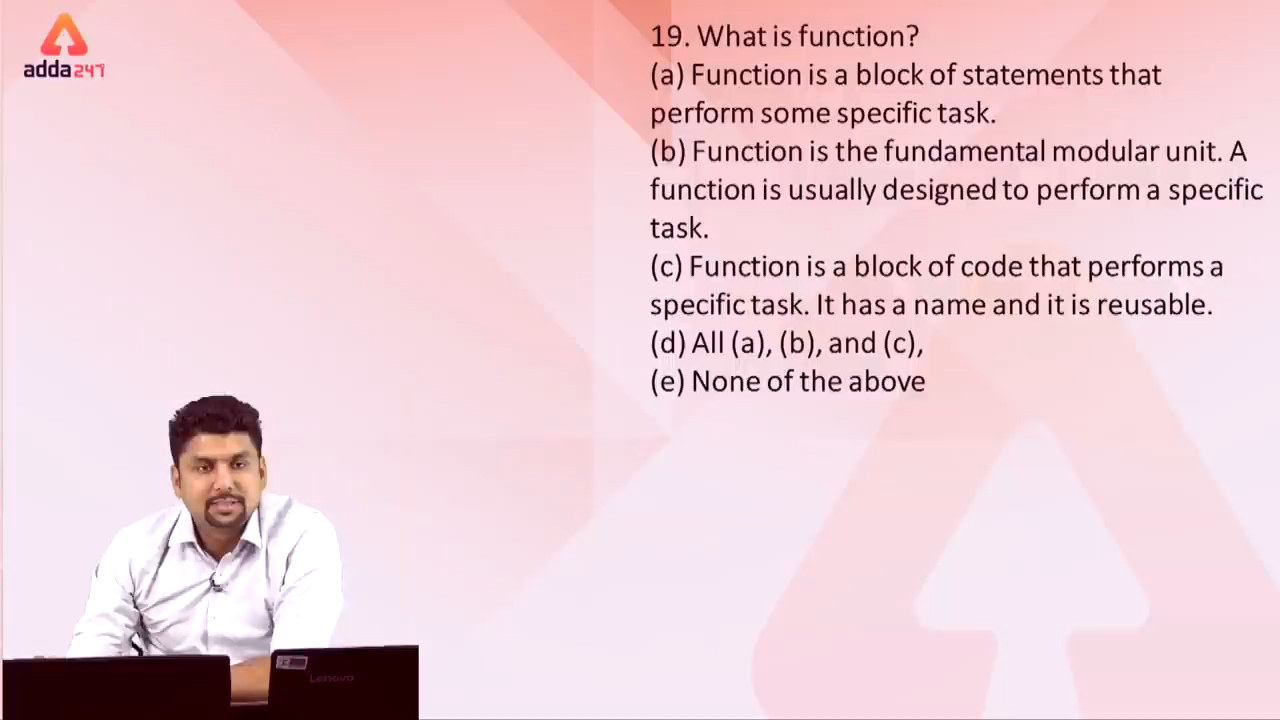 adda247
19. What is function?
(a) Function is a block of statements that
perform some specific task.
(b) Function is the fundamental modular unit. A
function is usually designed to perform a specific
task.
(c) Function is a block of code that performs a
specific task. It has a name and it is reusable.
(d) All (a), (b), and (c),
(e) None of the above
Lenovo